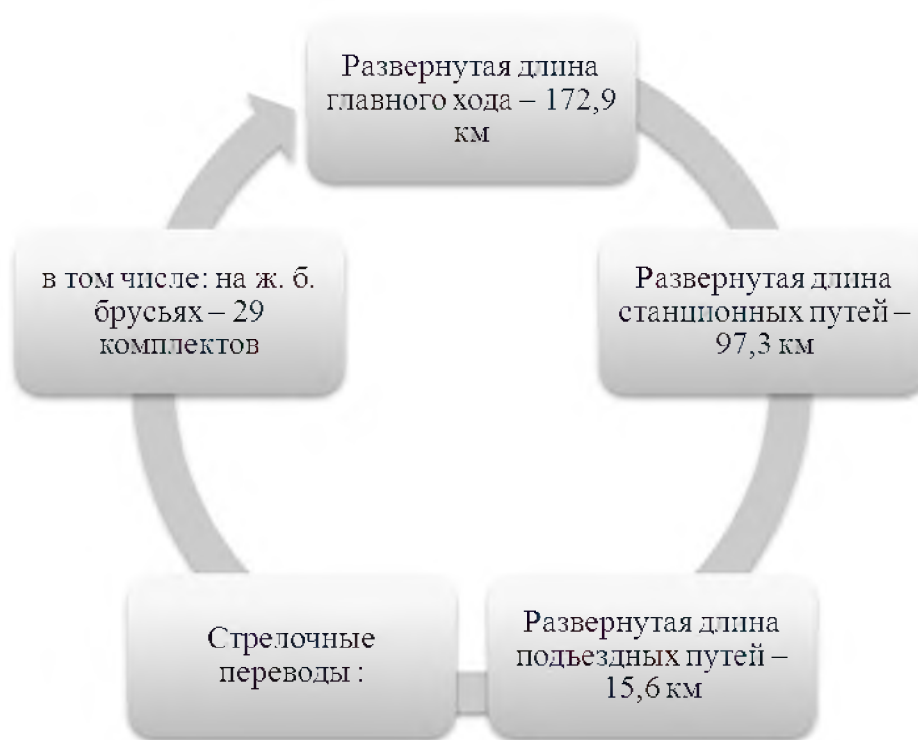 Развернутая длина
главного хода – 172,9
км
Развернутая длина
станционных путей –
97,3 км
Развернутая длина
подьездных путей –
15,6 км
Стрелочные
переводы :
в том числе: на ж. б.
брусьях – 29
комплектов